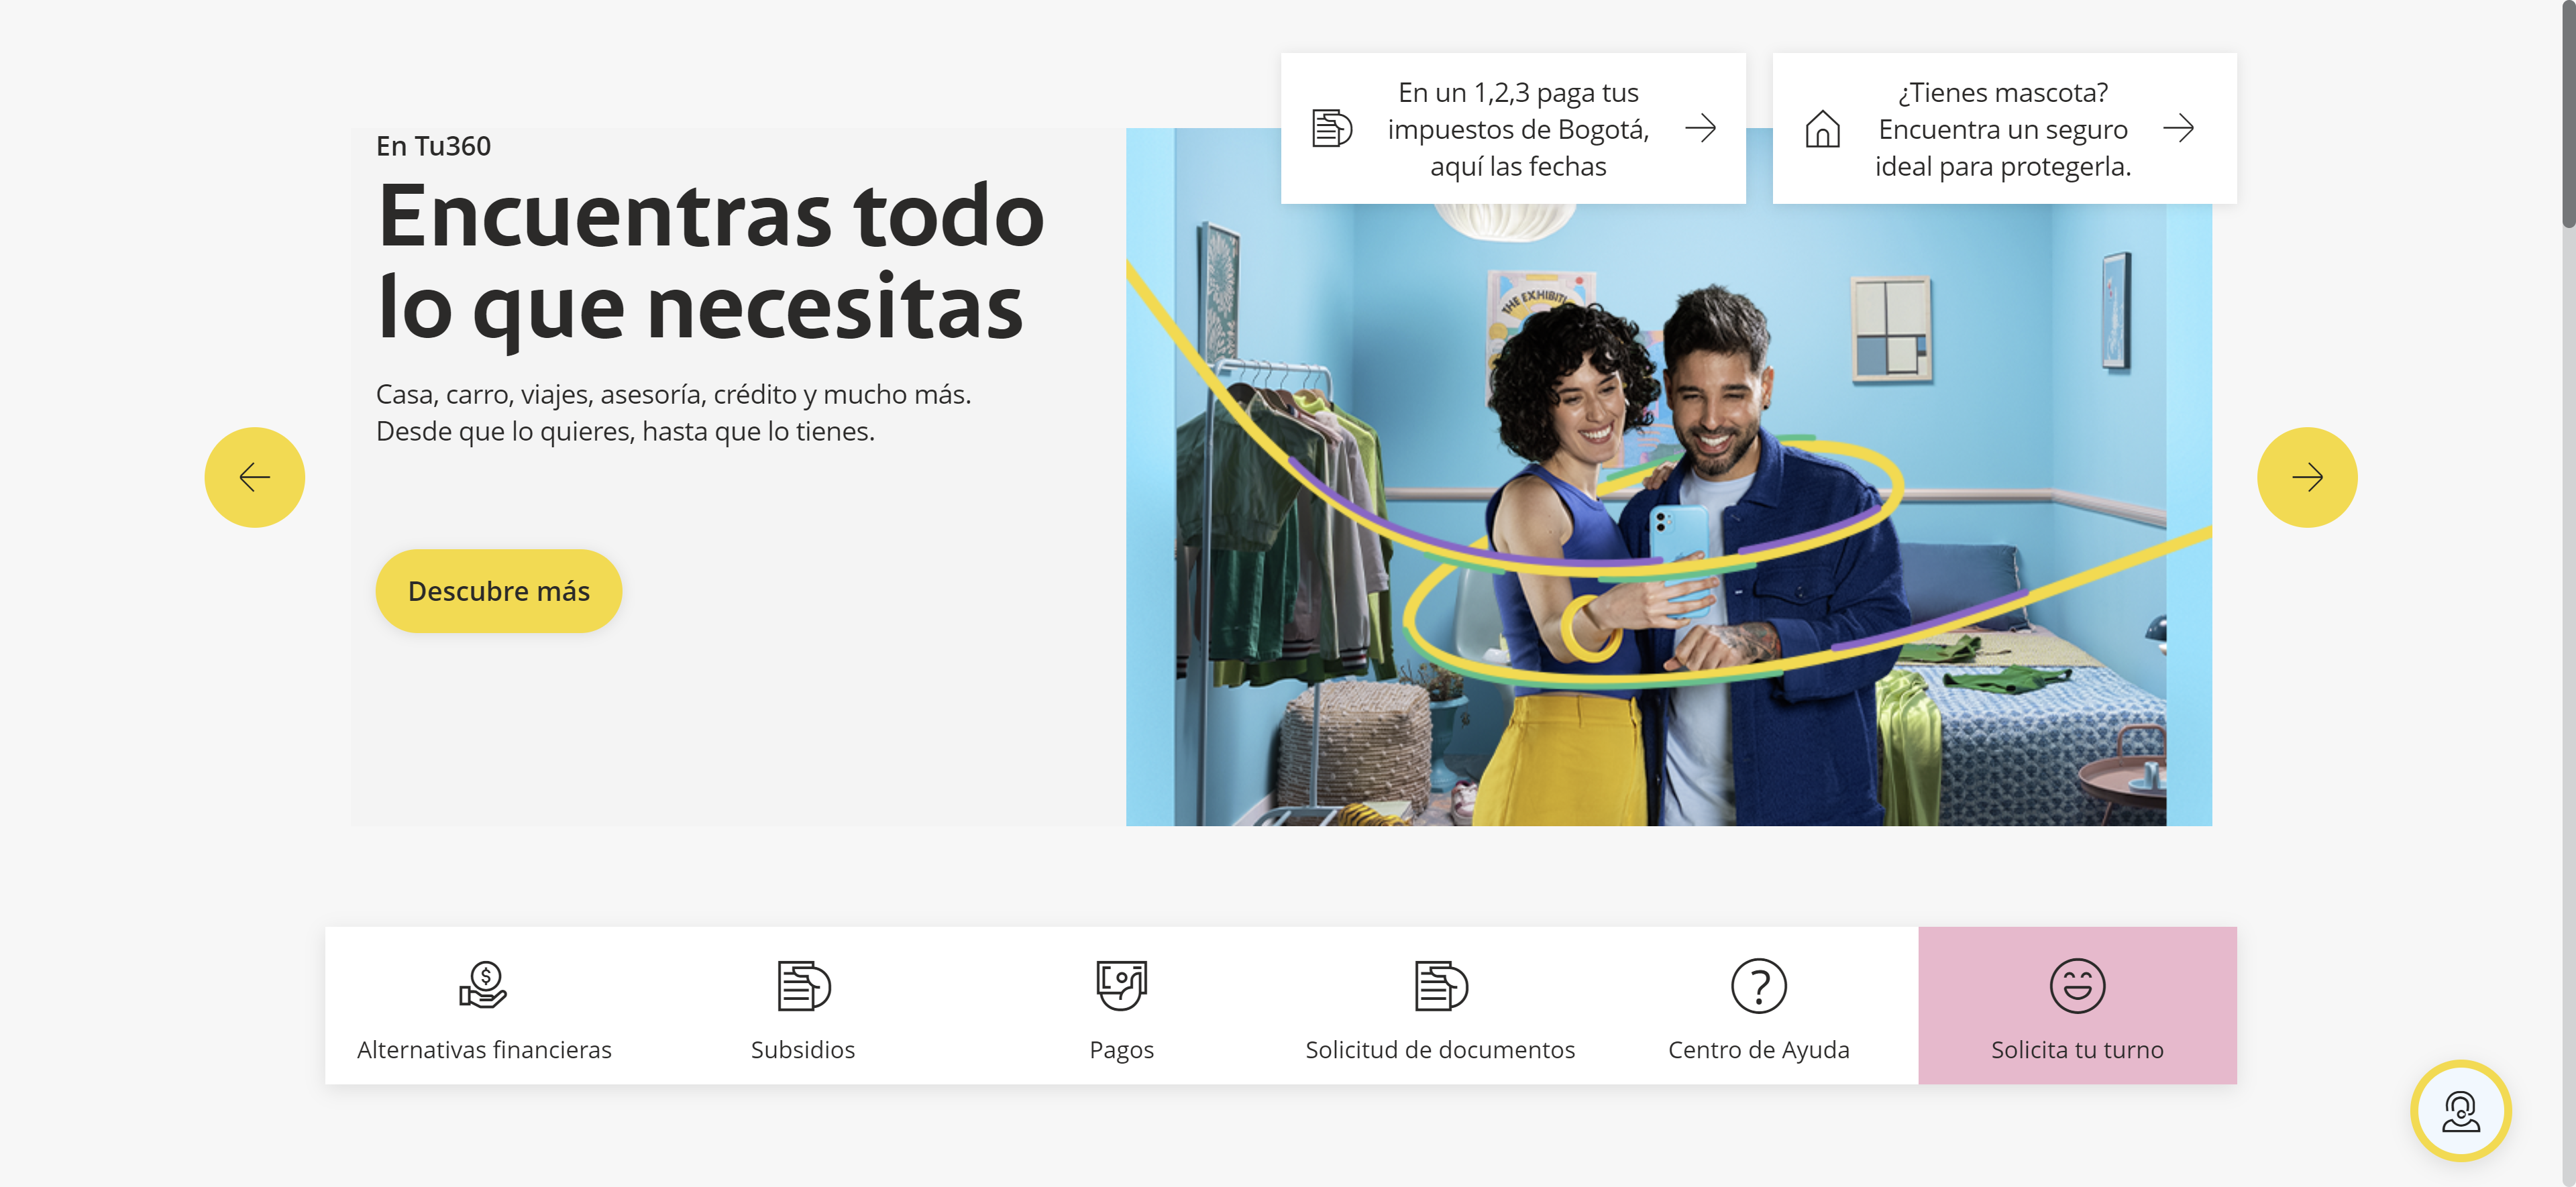 En un 1,2,3 paga tus
impuestos de Bogotá,
aquí las fechas
¿Tienes mascota?
Encuentra un seguro
ideal para protegerla.
En Tu360
Encuentras todo
lo que necesitas
Casa, carro, viajes, asesoría, crédito y mucho más.
Desde que lo quieres, hasta que lo tienes.
Descubre más
THE EXHIBITI
Alternativas financieras
Subsidios
Pagos
Solicitud de documentos
Centro de Ayuda
Solicita tu turno